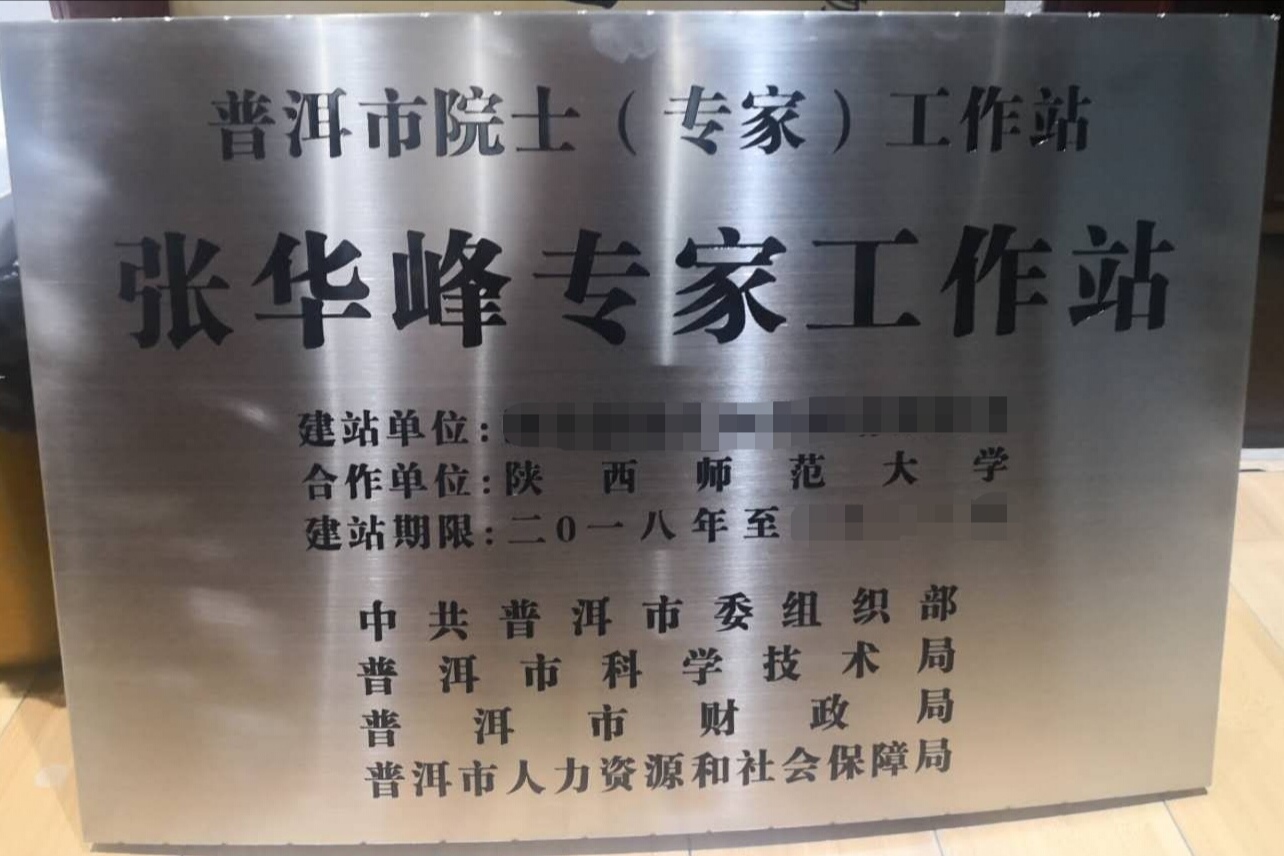 普洱市院士（专家）工作站
张华峰专家工作站
建站单位:
合作单位:陕西师范大学
建站期限:二0一八年至
中共普洱市委组织部
普洱市科学技术局
普洱市财政局
普洱市人力资源和社会保障局